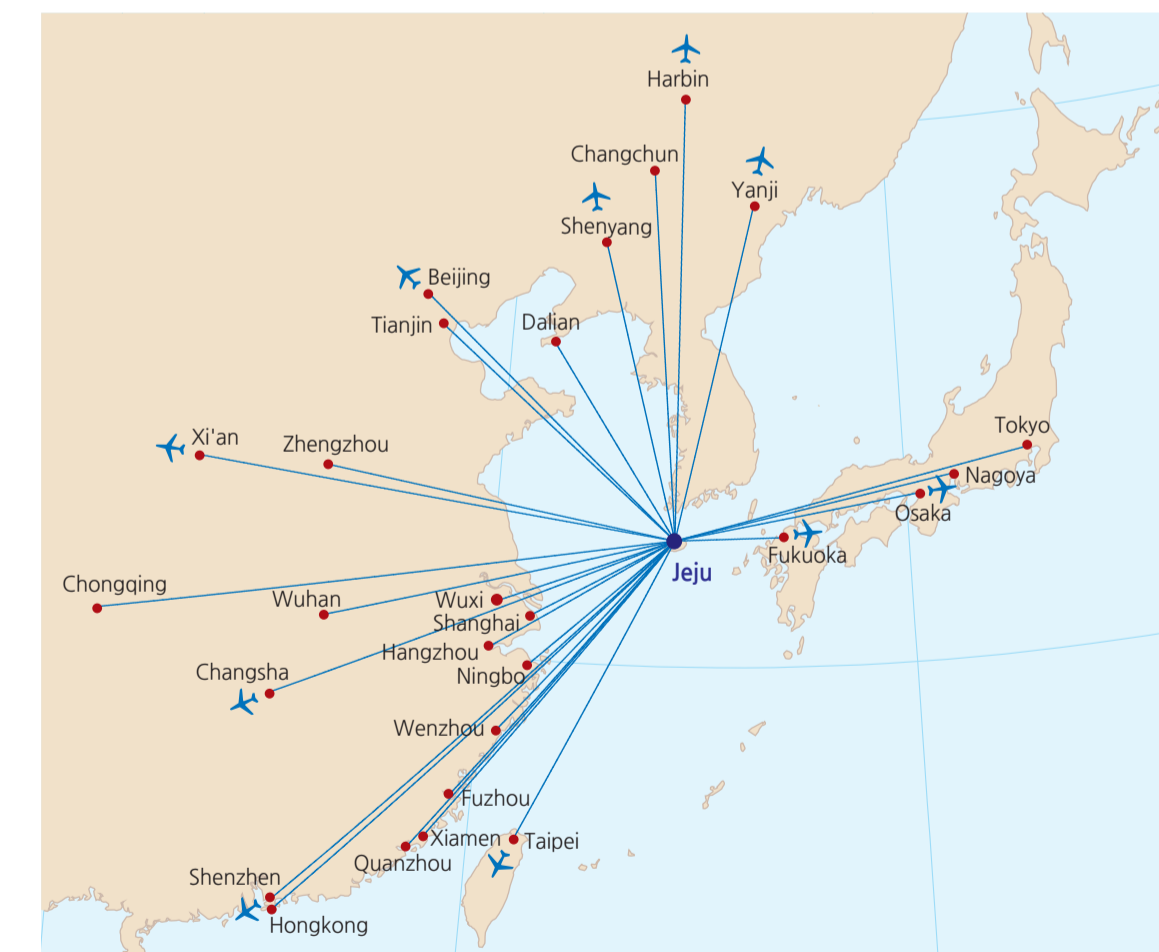 Harbin
Changchun
Yanji
Shenyang
Beijing
Tianjin
Dalian
Xi'an
Zhengzhou
Tokyo
Nagoya
Osaka
Fukuoka
Jeju
Chongqing
Wuhan
Wuxi
Shanghai
Hangzhou
Ningbo
Changsha
Wenzhou
Fuzhou
Xiamen
Taipei
Quanzhou
Shenzhen
Hongkong